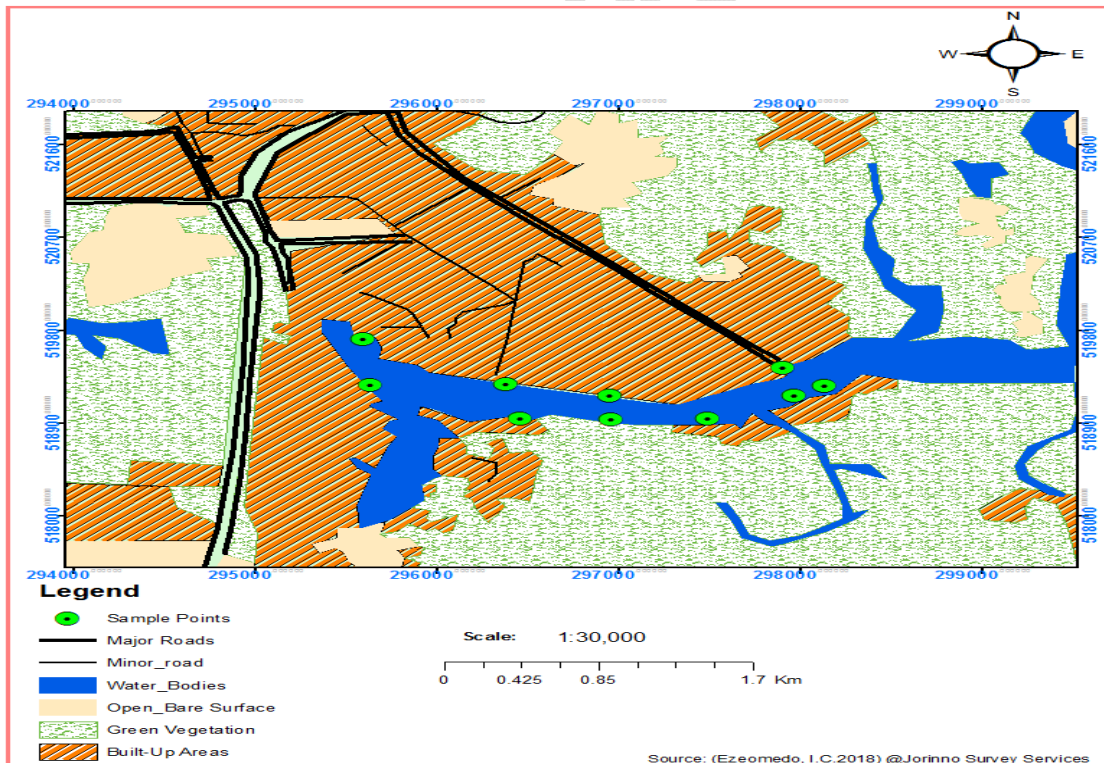 N
W E
S
294000 295000 296000 297000 298000 299000
521600 521600
520700 520700
519800 519800
518900 518900
518000 518000
294000 295000 296000 297000 298000 299000
Legend
Sample Points
Major Roads
Minor_road
Water_Bodies
Open_Bare Surface
Green Vegetation
Built-Up Areas
Scale: 1:30,000
0 0.425 0.85 1.7 Km
Source: (Ezeomedo, I.C.2018) @Jorinno Survey Services